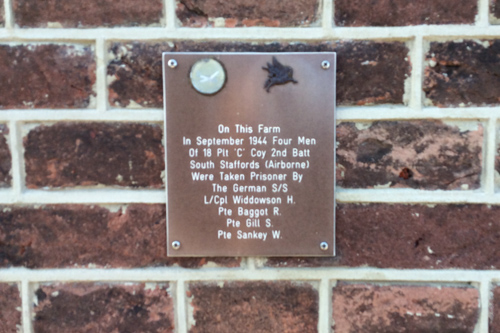 On This Farm
In September 1944 Four Men
Of 18 Plt 'C' Coy 2nd Batt
South Staffords (Airborne)
Were Taken Prisoner By
The German S/S
L/Cpl Widdowson H.
Pte Baggot R.
Pte Gill S.
Pte Sankey W.